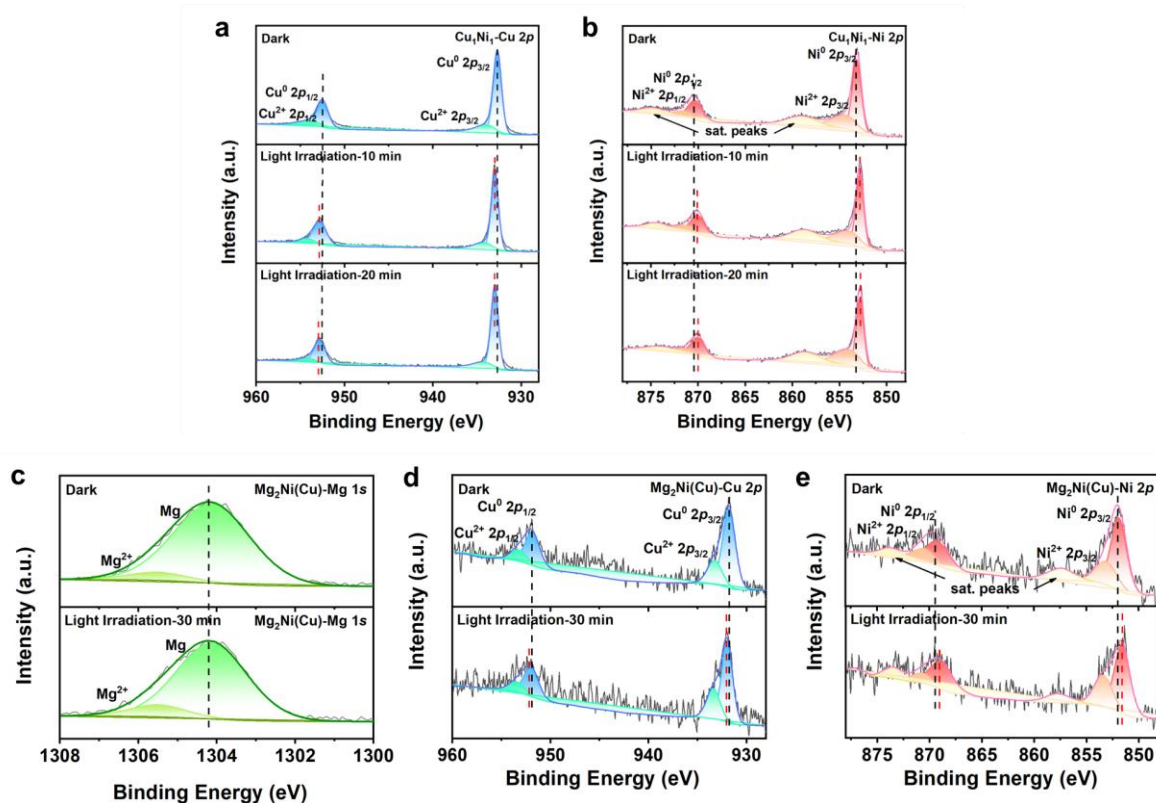 a
Dark
Cu₁Ni₁-Cu 2p
Cu⁰ 2p₃/₂
Cu⁰ 2p₁/₂
Cu²⁺ 2p₁/₂
Cu²⁺ 2p₃/₂
Light Irradiation-10 min
Light Irradiation-20 min
Intensity (a.u.)
960 950 940 930
Binding Energy (eV)
b
Dark
Cu₁Ni₁-Ni 2p
Ni⁰ 2p₃/₂
Ni⁰ 2p₁/₂
Ni²⁺ 2p₁/₂
Ni²⁺ 2p₃/₂
sat. peaks
Light Irradiation-10 min
Light Irradiation-20 min
Intensity (a.u.)
875 870 865 860 855 850
Binding Energy (eV)
c
Dark
Mg₂Ni(Cu)-Mg 1s
Mg
Mg²⁺
Light Irradiation-30 min
Mg₂Ni(Cu)-Mg 1s
Mg
Mg²⁺
Intensity (a.u.)
1308 1306 1304 1302 1300
Binding Energy (eV)
d
Dark
Mg₂Ni(Cu)-Cu 2p
Cu⁰ 2p₁/₂
Cu⁰ 2p₃/₂
Cu²⁺ 2p₁/₂
Cu²⁺ 2p₃/₂
Light Irradiation-30 min
Intensity (a.u.)
960 950 940 930
Binding Energy (eV)
e
Dark
Mg₂Ni(Cu)-Ni 2p
Ni⁰ 2p₃/₂
Ni⁰ 2p₁/₂
Ni²⁺ 2p₁/₂
Ni²⁺ 2p₃/₂
sat. peaks
Light Irradiation-30 min
Intensity (a.u.)
875 870 865 860 855 850
Binding Energy (eV)